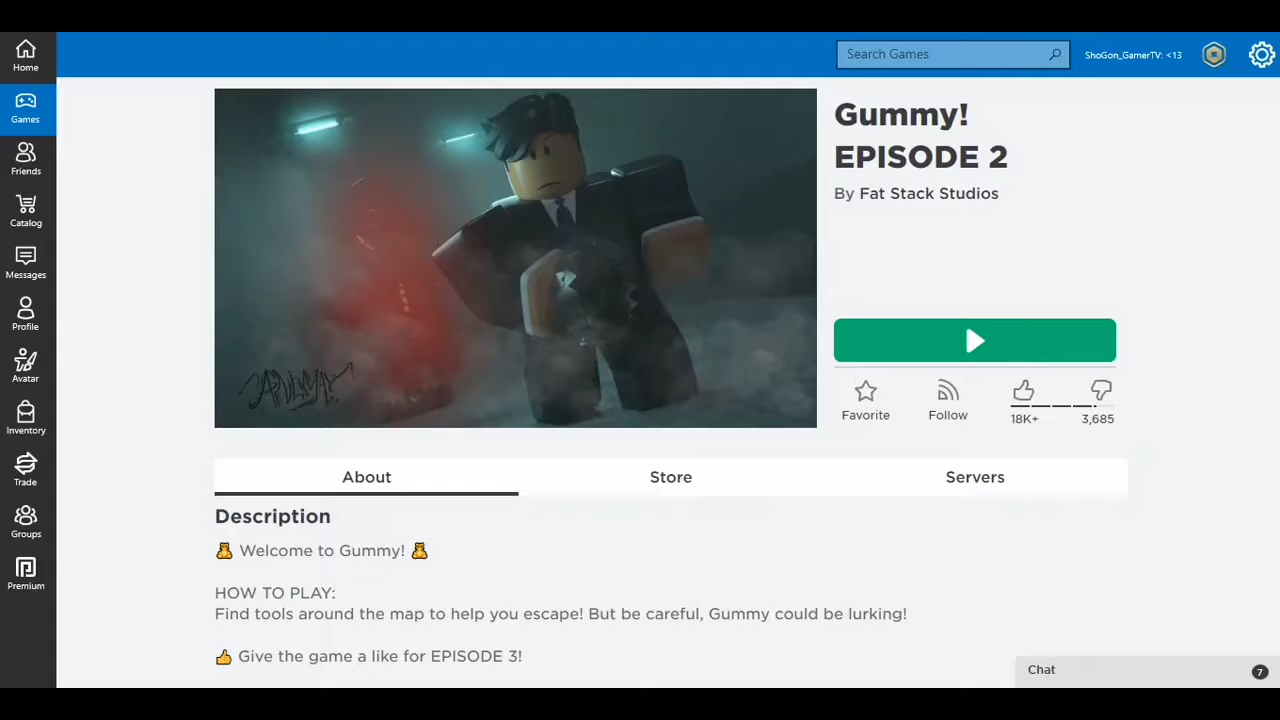 Home
Games
Friends
Catalog
Messages
Profile
Avatar
Inventory
Trade
Groups
Premium
Search Games
ShoGon_GamerTV: <13
Gummy!
EPISODE 2
By Fat Stack Studios
Favorite
Follow
18K+
3,685
About
Store
Servers
Description
🧸 Welcome to Gummy! 🧸
HOW TO PLAY:
Find tools around the map to help you escape! But be careful, Gummy could be lurking!
👍 Give the game a like for EPISODE 3!
Chat
7